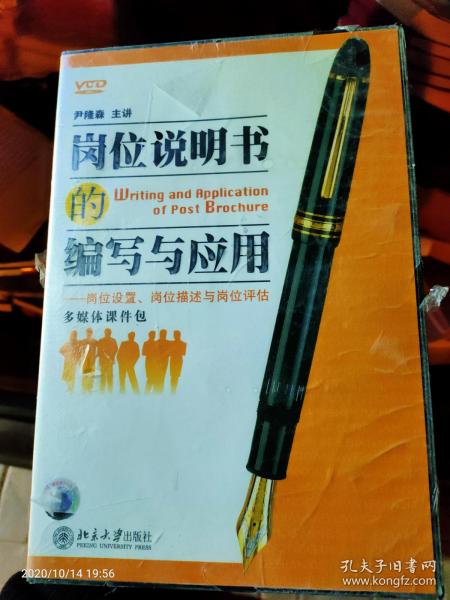 VCD
尹隆森 主讲
岗位说明书
的
Writing and Application
of Post Brochure
编写与应用
——岗位设置、岗位描述与岗位评估
多媒体课件包
北京大学出版社
PEKING UNIVERSITY PRESS
2020/10/14 19:56
孔夫子旧书网
www.kongfz.com